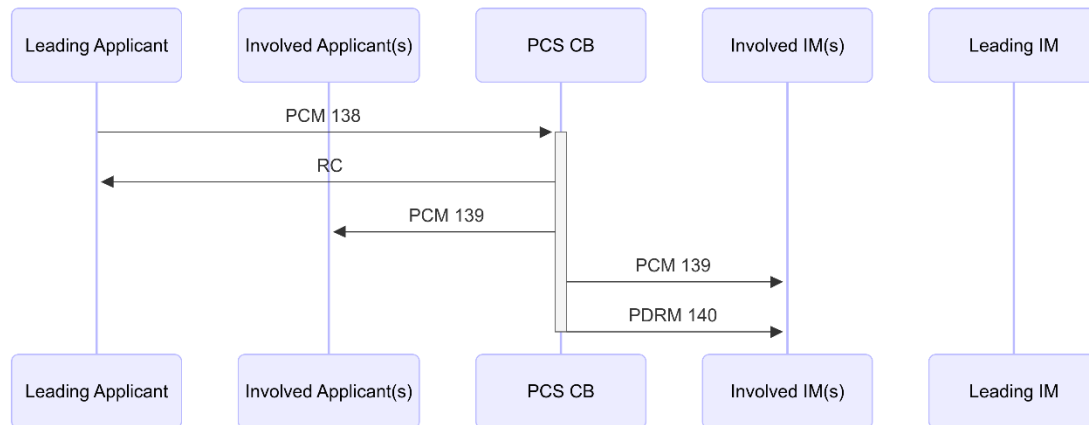 Leading Applicant
Involved Applicant(s)
PCS CB
Involved IM(s)
Leading IM
PCM 138
RC
PCM 139
PCM 139
PDRM 140
Leading Applicant
Involved Applicant(s)
PCS CB
Involved IM(s)
Leading IM